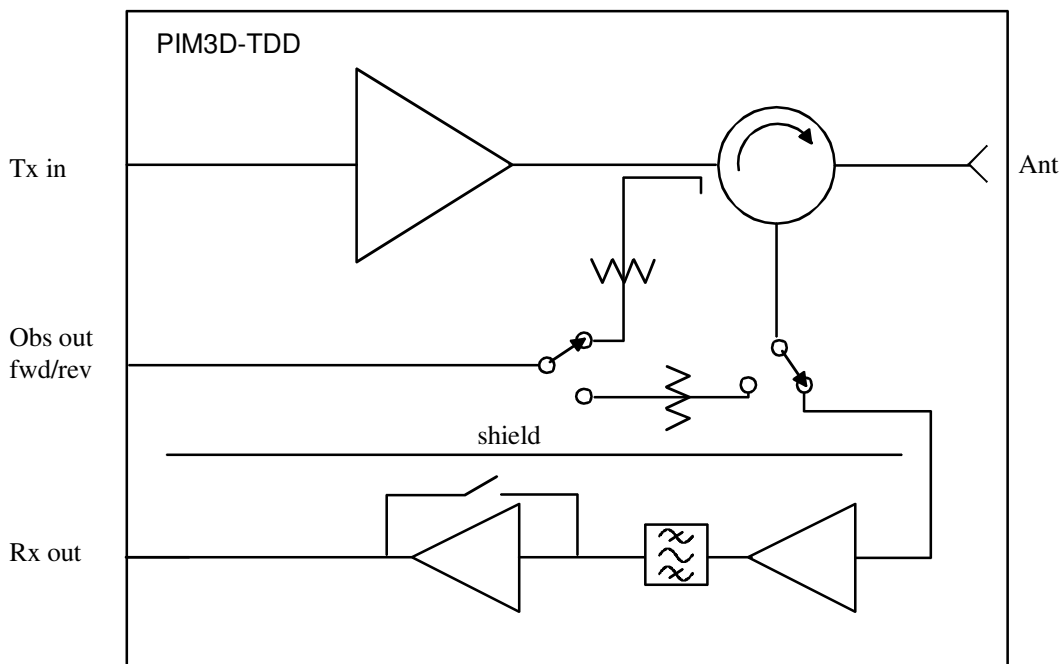 PIM3D-TDD
Tx in
Ant
Obs out
fwd/rev
shield
Rx out